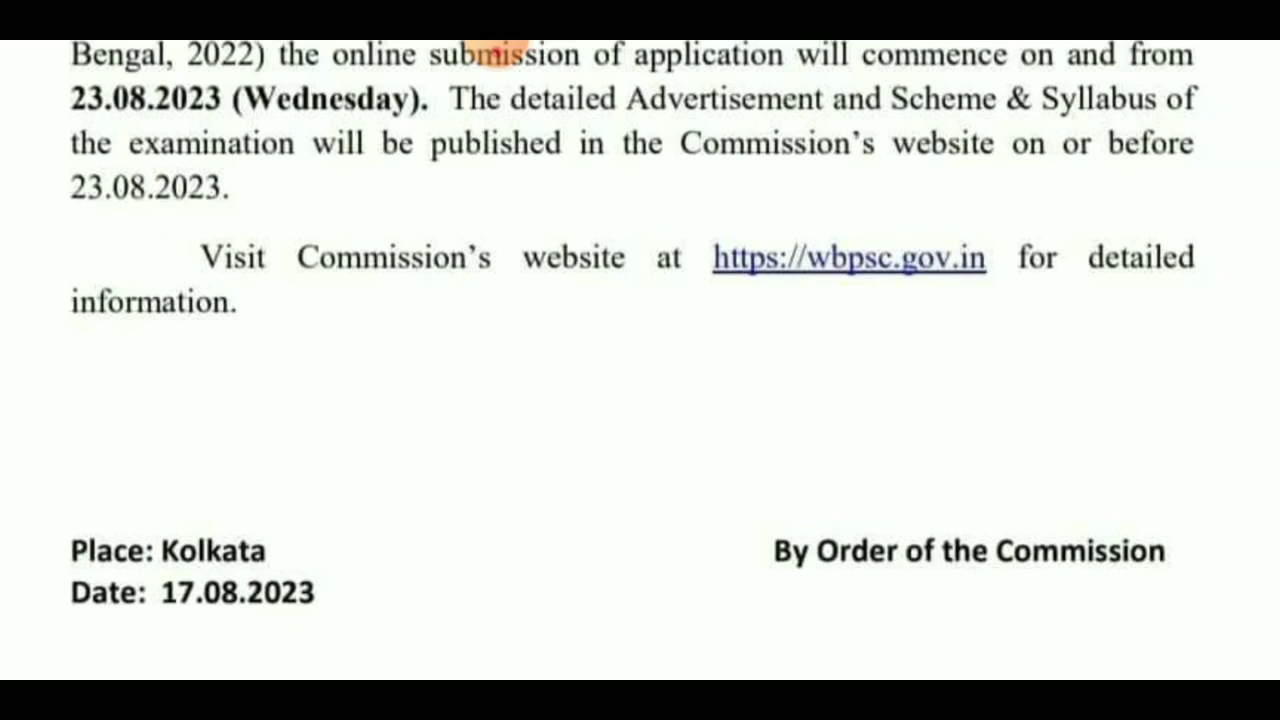 Bengal, 2022) the online submission of application will commence on and from
23.08.2023 (Wednesday). The detailed Advertisement and Scheme & Syllabus of
the examination will be published in the Commission's website on or before
23.08.2023.
Visit Commission's website at https://wbpsc.gov.in for detailed
information.
Place: Kolkata
By Order of the Commission
Date: 17.08.2023